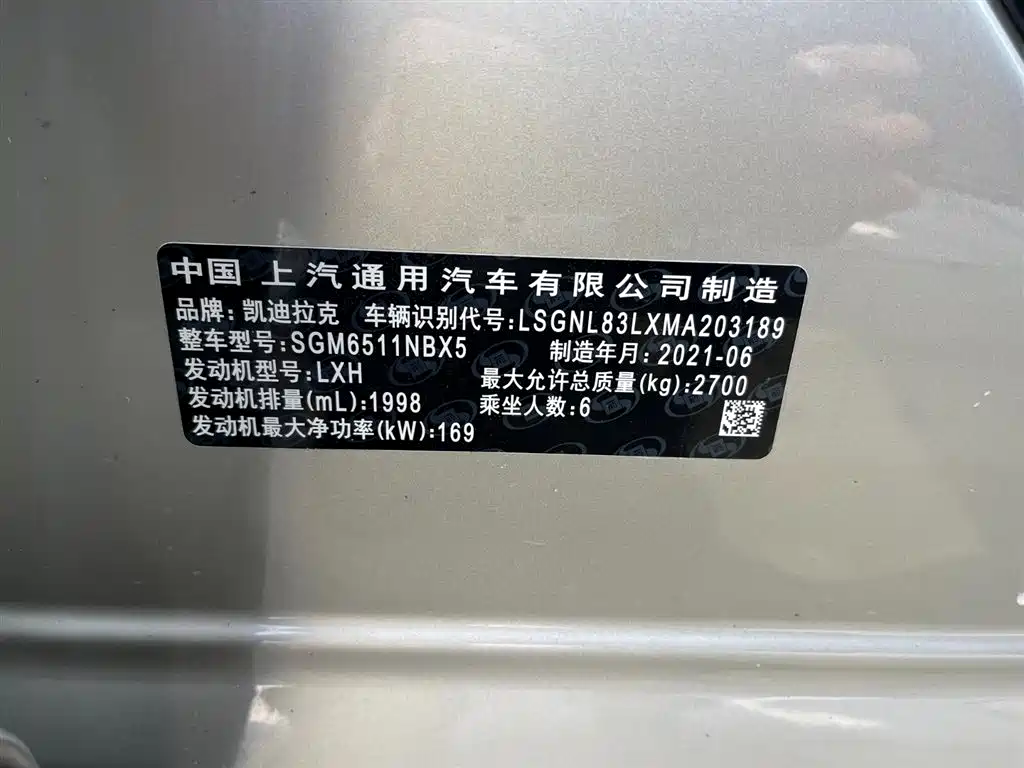 中国 上汽通用汽车有限公司制造
品牌: 凯迪拉克 车辆识别代号:LSGNL83LXMA203189
整车型号:SGM6511NBX5 制造年月:2021-06
发动机型号:LXH 最大允许总质量(kg):2700
发动机排量(mL):1998 乘坐人数:6
发动机最大净功率(kW):169